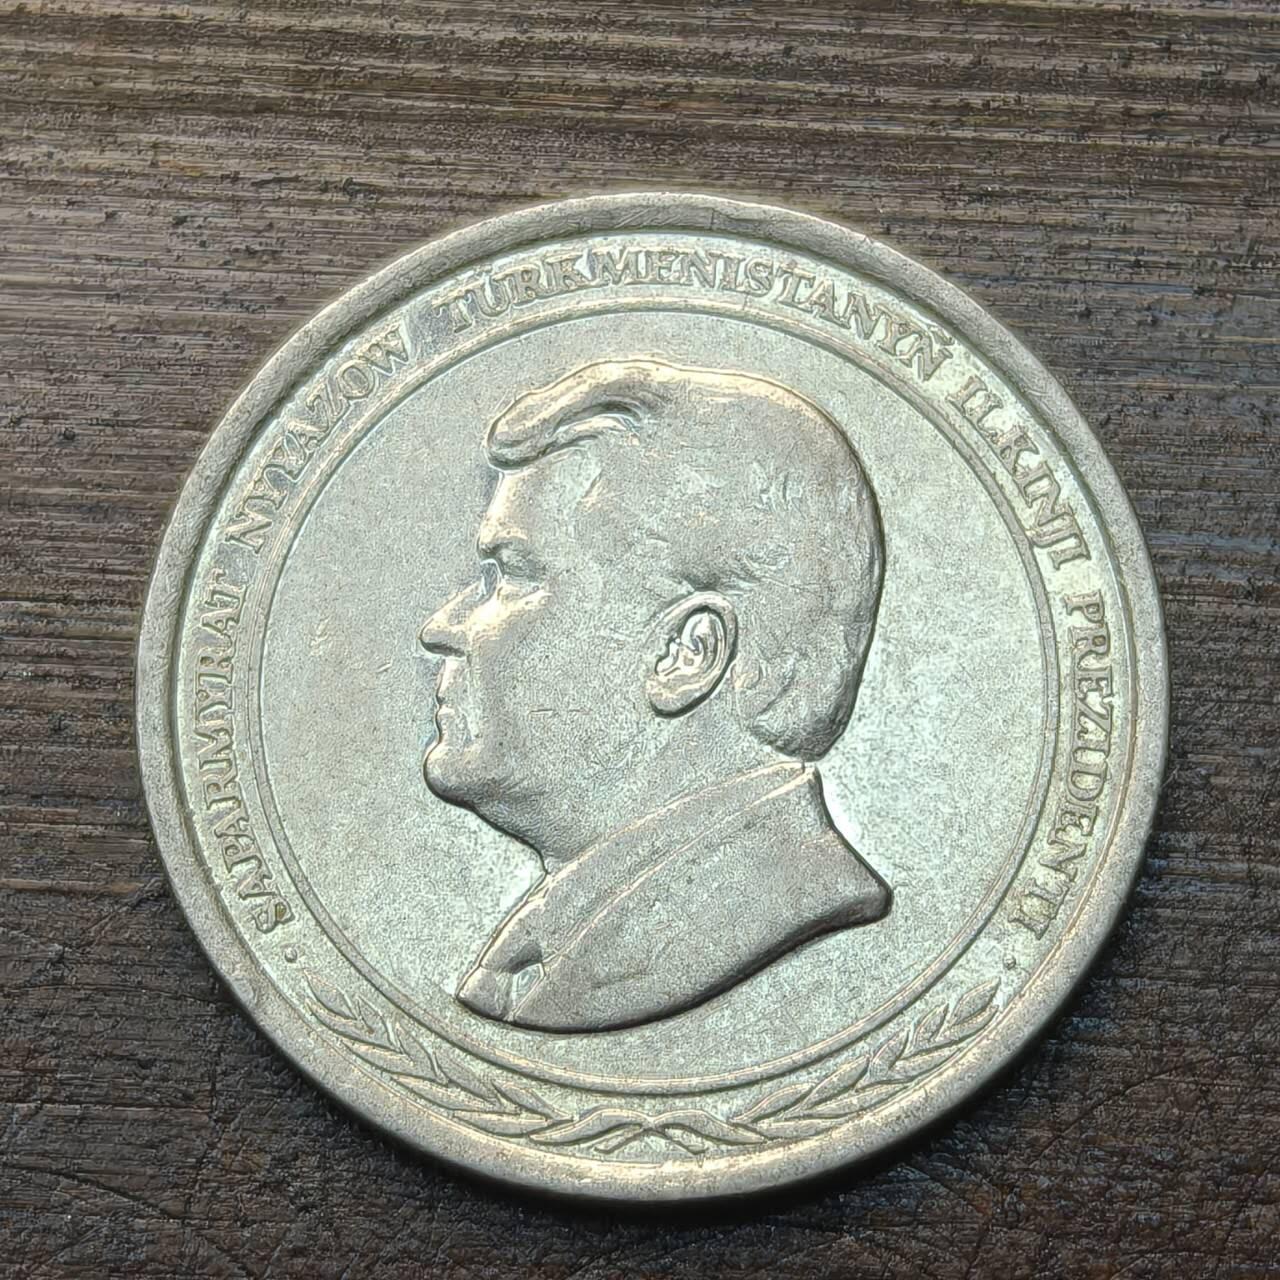 · SAPARMYRAT NYÝAZOW TÜRKMENISTANYŇ ILKINJI PREZIDENTI ·